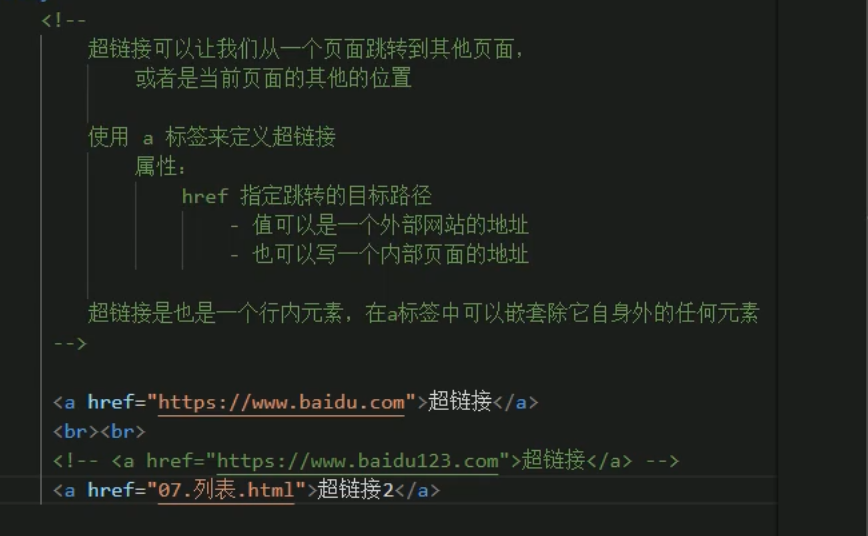 <!--
超链接可以让我们从一个页面跳转到其他页面，
或者是当前页面的其他的位置
使用 a 标签来定义超链接
属性：
href 指定跳转的目标路径
- 值可以是一个外部网站的地址
- 也可以写一个内部页面的地址
超链接是也是一个行内元素，在a标签中可以嵌套除它自身外的任何元素
-->
<a href="https://www.baidu.com">超链接</a>
<br><br>
<!-- <a href="https://www.baidu123.com">超链接</a> -->
<a href="07.列表.html">超链接2</a>